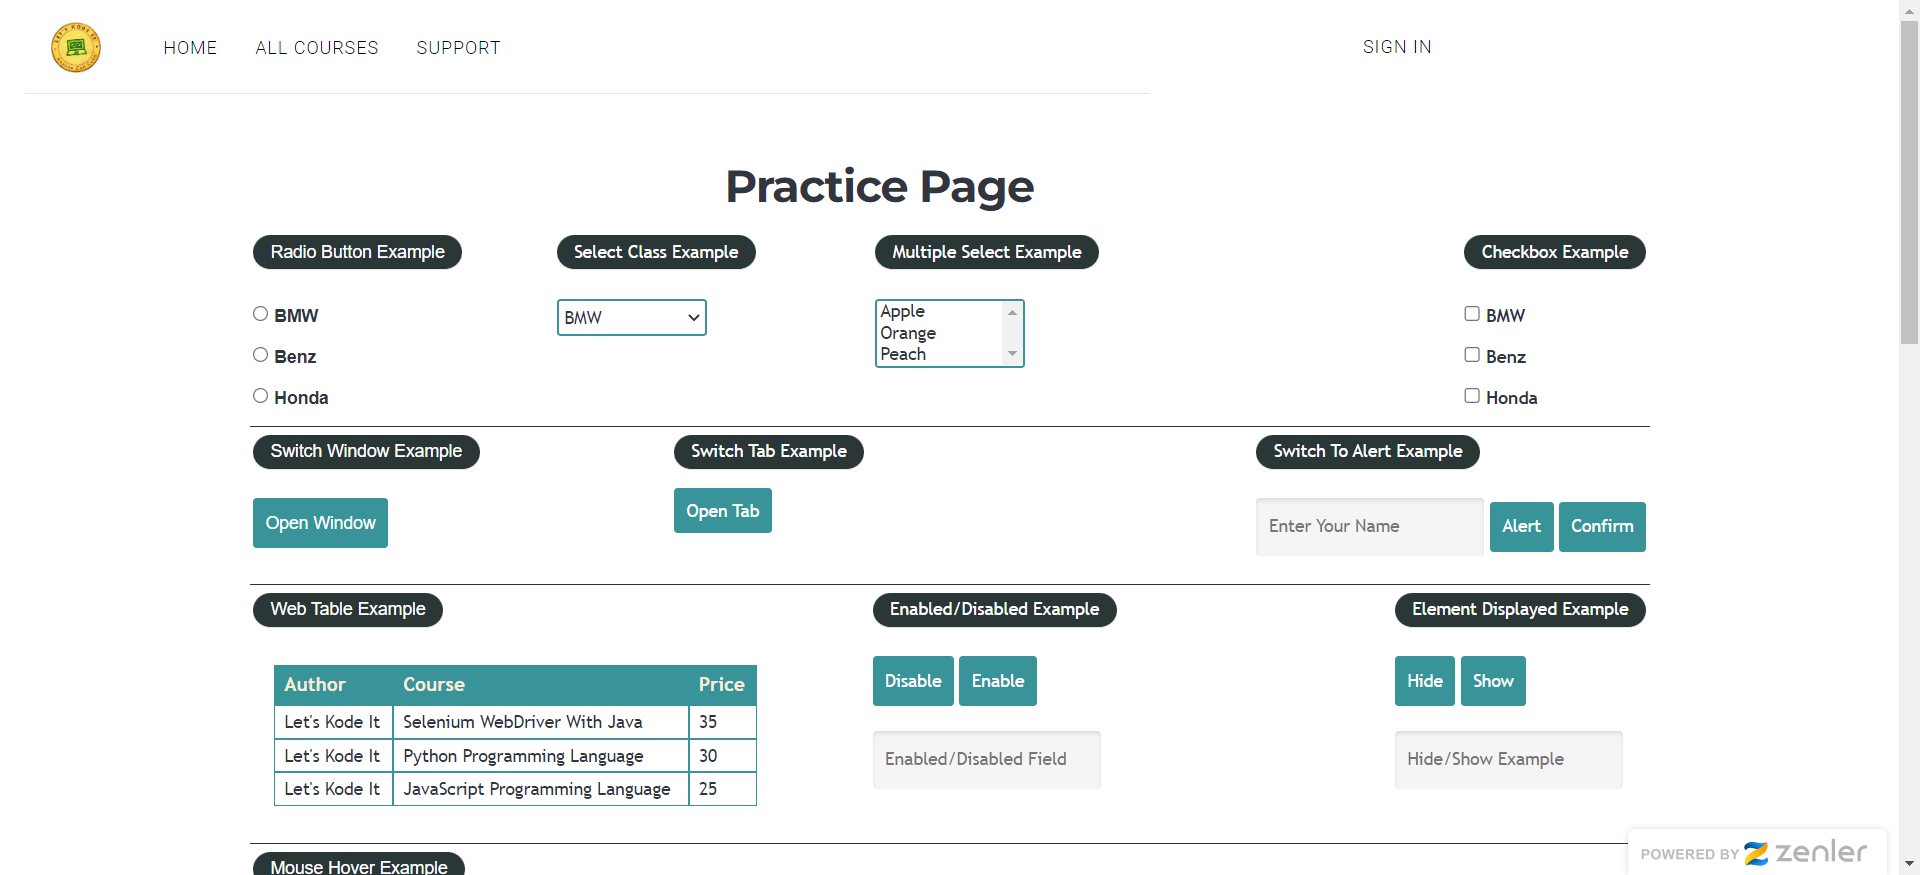 HOME ALL COURSES SUPPORT SIGN IN
Practice Page
Radio Button Example Select Class Example Multiple Select Example Checkbox Example
BMW BMW Apple BMW
Orange
Peach
Benz Benz
Honda Honda
Switch Window Example Switch Tab Example Switch To Alert Example
Open Window Open Tab Enter Your Name Alert Confirm
Web Table Example Enabled/Disabled Example Element Displayed Example
Disable Enable Hide Show
Author Course Price
Let's Kode It Selenium WebDriver With Java 35
Let's Kode It Python Programming Language 30
Let's Kode It JavaScript Programming Language 25
Enabled/Disabled Field Hide/Show Example
Mouse Hover Example
POWERED BY zenler